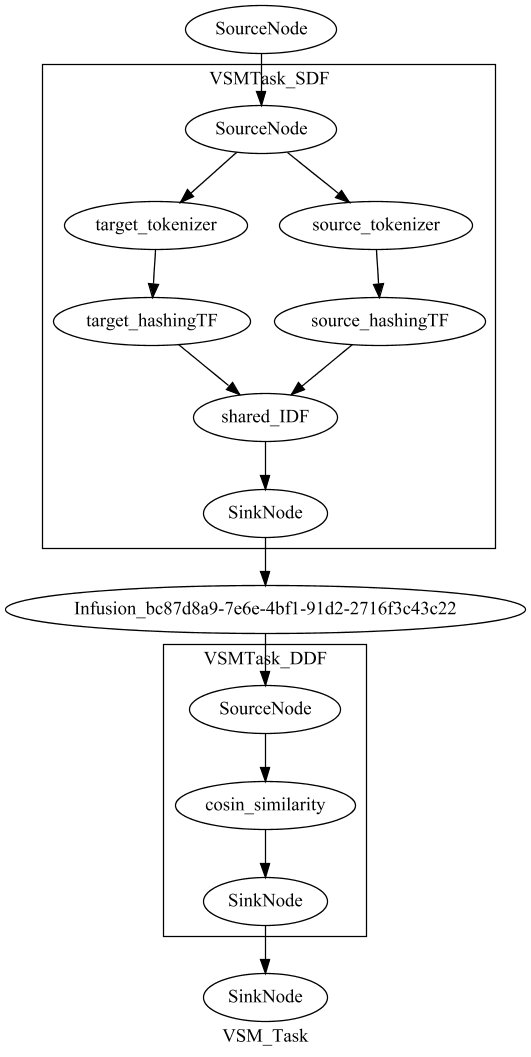 SourceNode
VSMTask_SDF
SourceNode
target_tokenizer
source_tokenizer
target_hashingTF
source_hashingTF
shared_IDF
SinkNode
Infusion_bc87d8a9-7e6e-4bf1-91d2-2716f3c43c22
VSMTask_DDF
SourceNode
cosin_similarity
SinkNode
SinkNode
VSM_Task